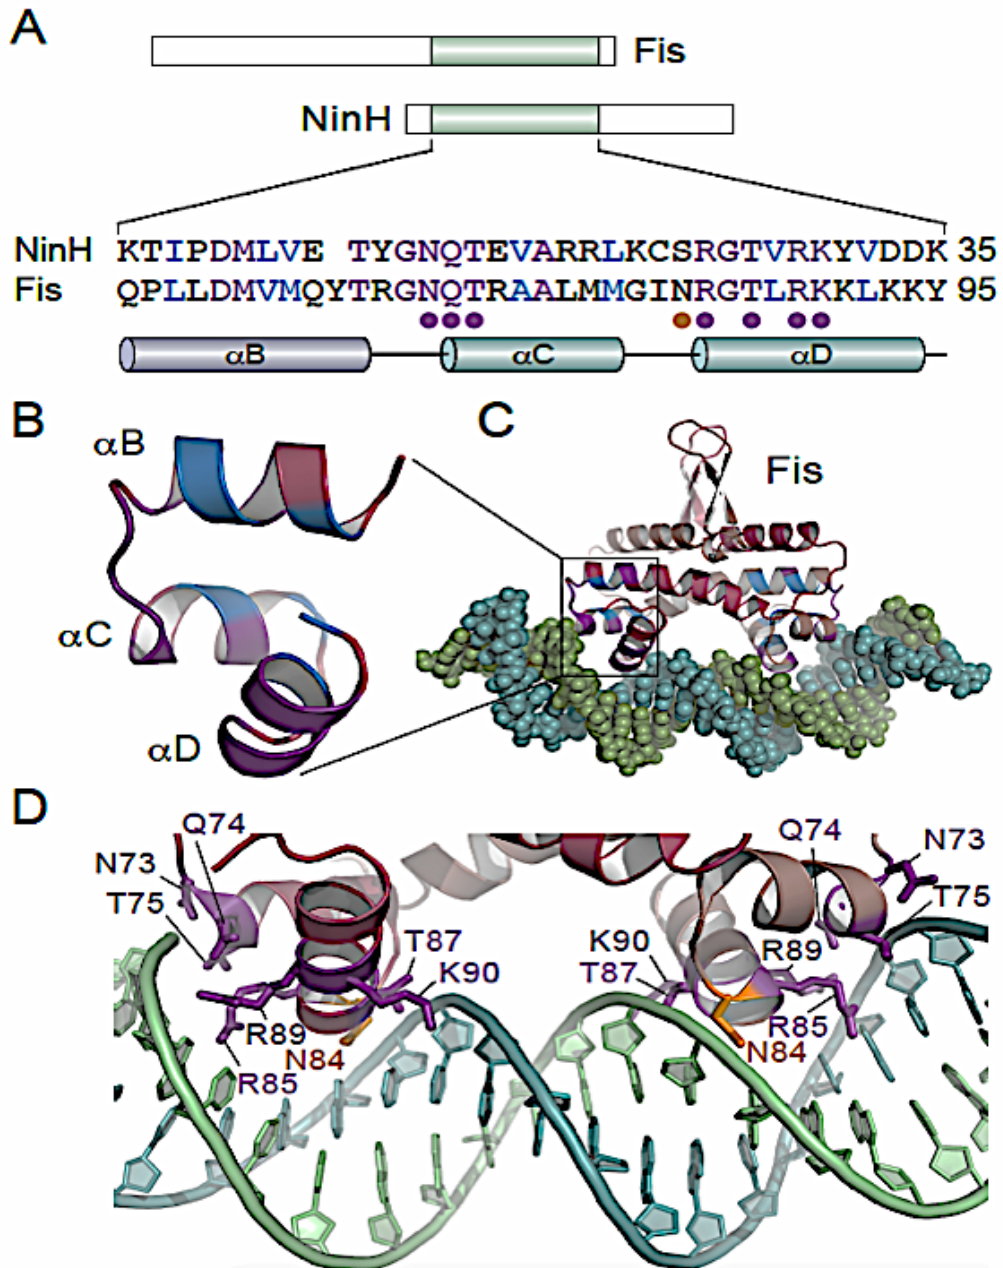 A
Fis
NinH
NinH KTIPDMLVE TYGNQTEVARRLKCSRGTVRKYVDDK 35
Fis QPLLDMVMQYTRGNQTRAALMMGINRGTLRKKLKKY 95
αB αC αD
B
αB
αC
αD
C
Fis
D
Q74
N73
T75
T87
K90
R89
N84
R85
Q74
N73
T75
K90
R89
T87
R85
N84